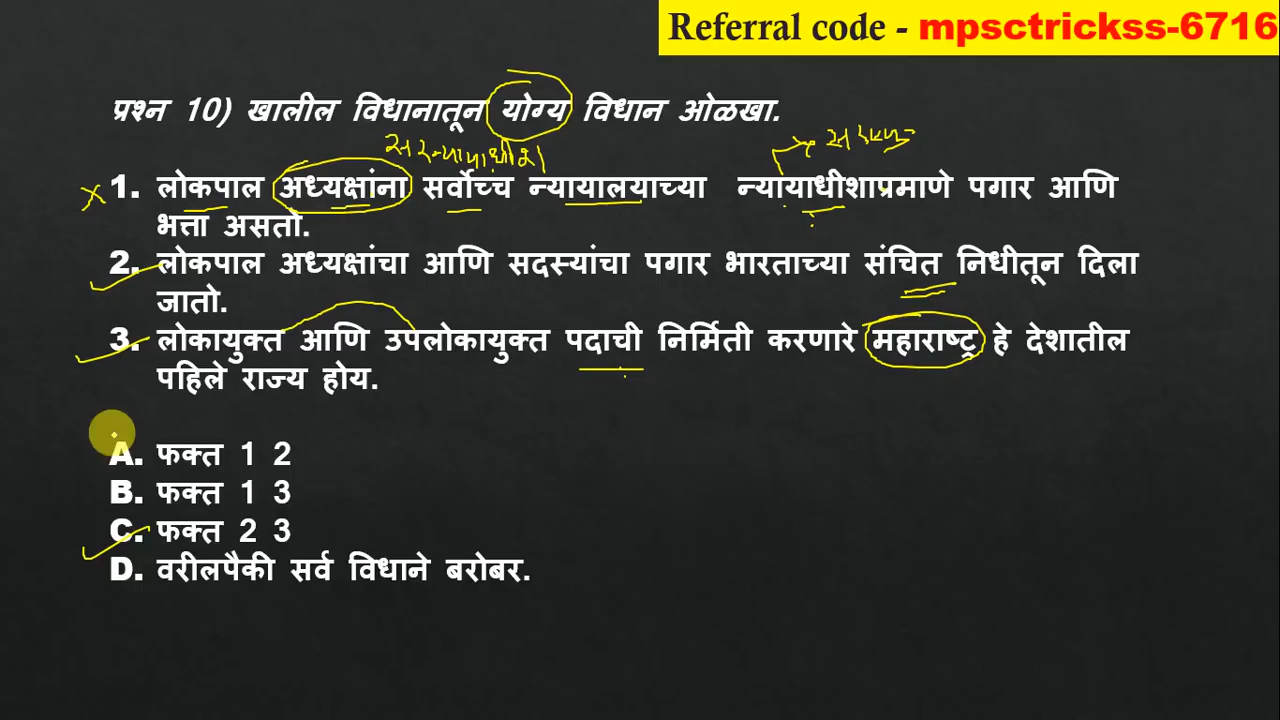 Referral code - mpsctrickss-6716
प्रश्न 10) खालील विधानातून योग्य विधान ओळखा.
1. लोकपाल अध्यक्षांना सर्वोच्च न्यायालयाच्या न्यायाधीशाप्रमाणे पगार आणि
भत्ता असतो.
2. लोकपाल अध्यक्षांचा आणि सदस्यांचा पगार भारताच्या संचित निधीतून दिला
जातो.
3. लोकायुक्त आणि उपलोकायुक्त पदाची निर्मिती करणारे महाराष्ट्र हे देशातील
पहिले राज्य होय.
A. फक्त 1 2
B. फक्त 1 3
C. फक्त 2 3
D. वरीलपैकी सर्व विधाने बरोबर.